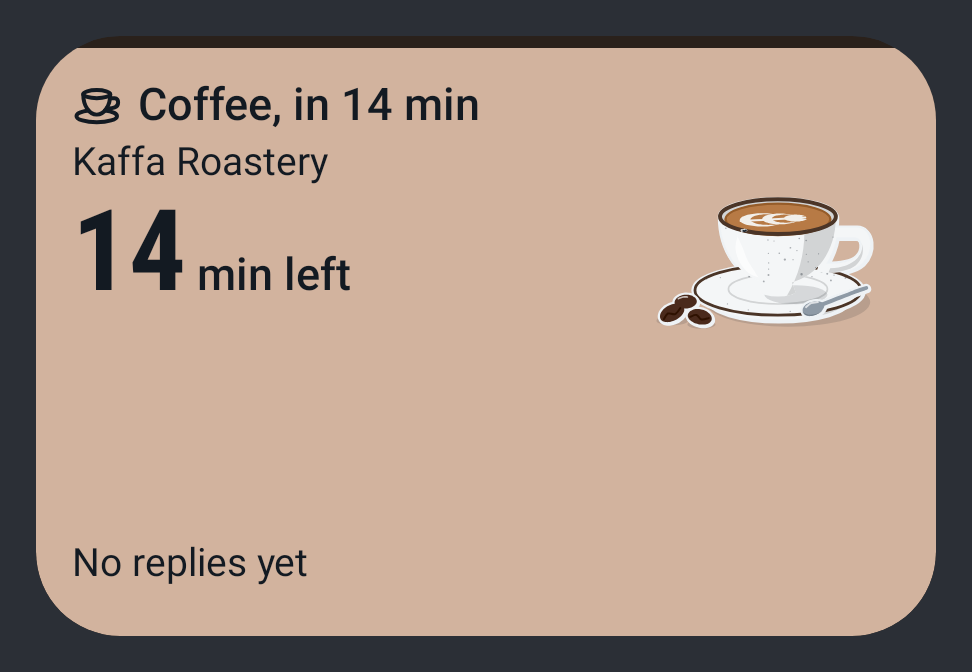 Coffee, in 14 min
Kaffa Roastery
14 min left
No replies yet